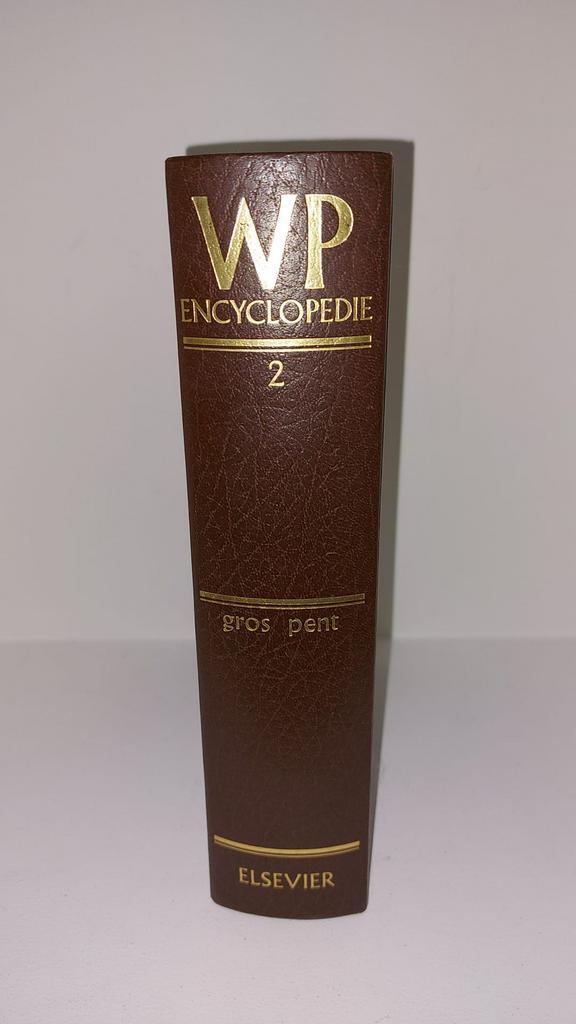 WP
ENCYCLOPEDIE
2
gros pent
ELSEVIER